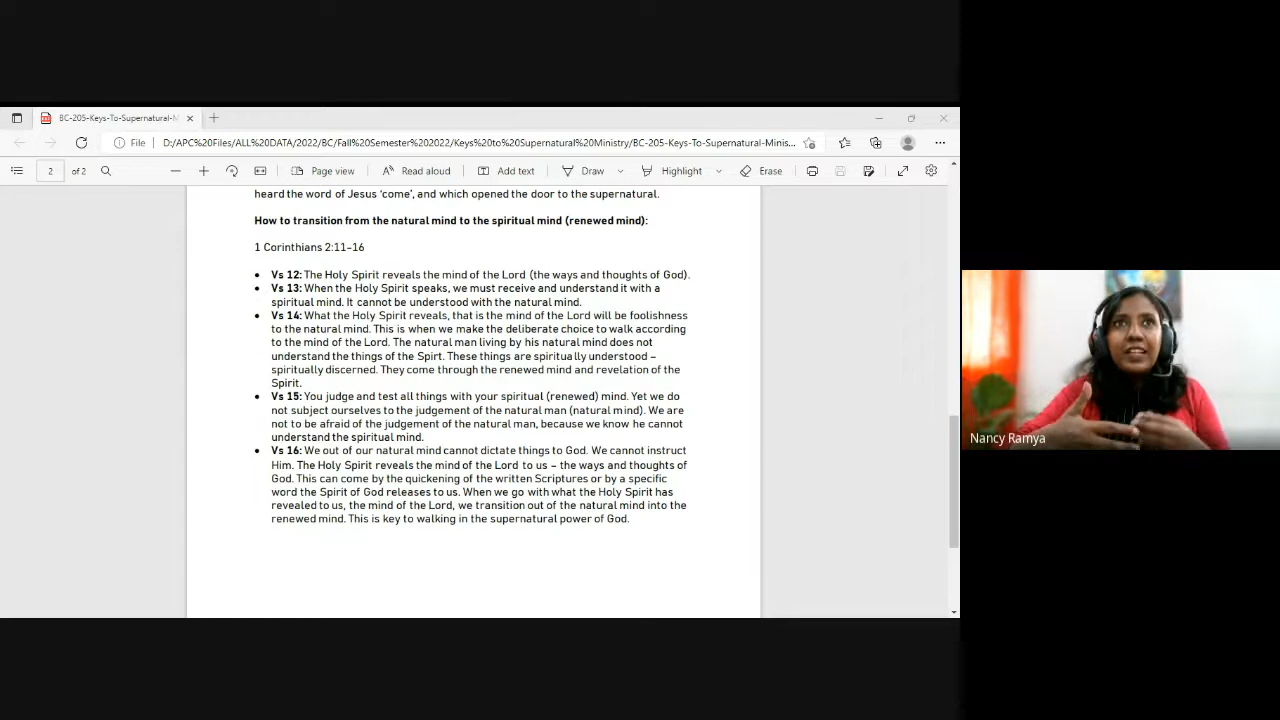 BC-205-Keys-To-Supernatural-M
File
D:/APC%20Files/ALL%20DATA/2022/BC/Fall%20Semester%202022/Keys%20to%20Supernatural%20Ministry/BC-205-Keys-To-Supernatural-Minis...
2 of 2
Page view
Read aloud
Add text
Draw
Highlight
Erase
heard the word of Jesus ‘come’, and which opened the door to the supernatural.
How to transition from the natural mind to the spiritual mind (renewed mind):
1 Corinthians 2:11–16
• Vs 12: The Holy Spirit reveals the mind of the Lord (the ways and thoughts of God).
• Vs 13: When the Holy Spirit speaks, we must receive and understand it with a
spiritual mind. It cannot be understood with the natural mind.
• Vs 14: What the Holy Spirit reveals, that is the mind of the Lord will be foolishness
to the natural mind. This is when we make the deliberate choice to walk according
to the mind of the Lord. The natural man living by his natural mind does not
understand the things of the Spirt. These things are spiritually understood –
spiritually discerned. They come through the renewed mind and revelation of the
Spirit.
• Vs 15: You judge and test all things with your spiritual (renewed) mind. Yet we do
not subject ourselves to the judgement of the natural man (natural mind). We are
not to be afraid of the judgement of the natural man, because we know he cannot
understand the spiritual mind.
• Vs 16: We out of our natural mind cannot dictate things to God. We cannot instruct
Him. The Holy Spirit reveals the mind of the Lord to us – the ways and thoughts of
God. This can come by the quickening of the written Scriptures or by a specific
word the Spirit of God releases to us. When we go with what the Holy Spirit has
revealed to us, the mind of the Lord, we transition out of the natural mind into the
renewed mind. This is key to walking in the supernatural power of God.
Nancy Ramya